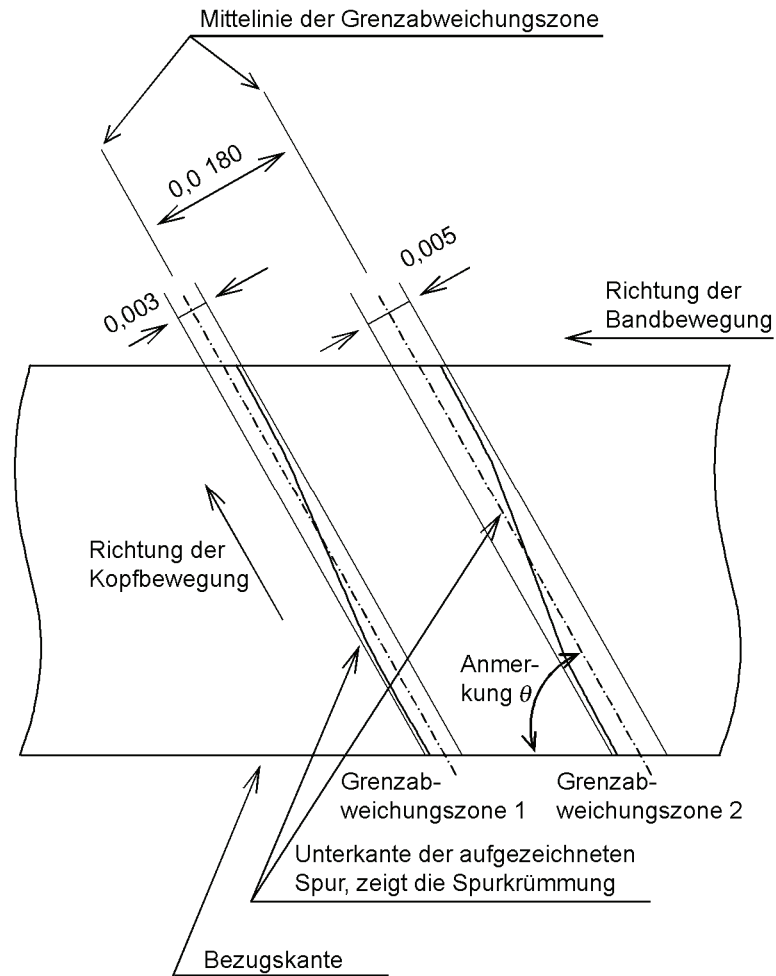 Mittelinie der Grenzabweichungszone
0,0 180
0,005
0,003
Richtung der
Bandbewegung
Richtung der
Kopfbewegung
Anmer-
kung θ
Grenzab-
weichungszone 1
Grenzab-
weichungszone 2
Unterkante der aufgezeichneten
Spur, zeigt die Spurkrümmung
Bezugskante